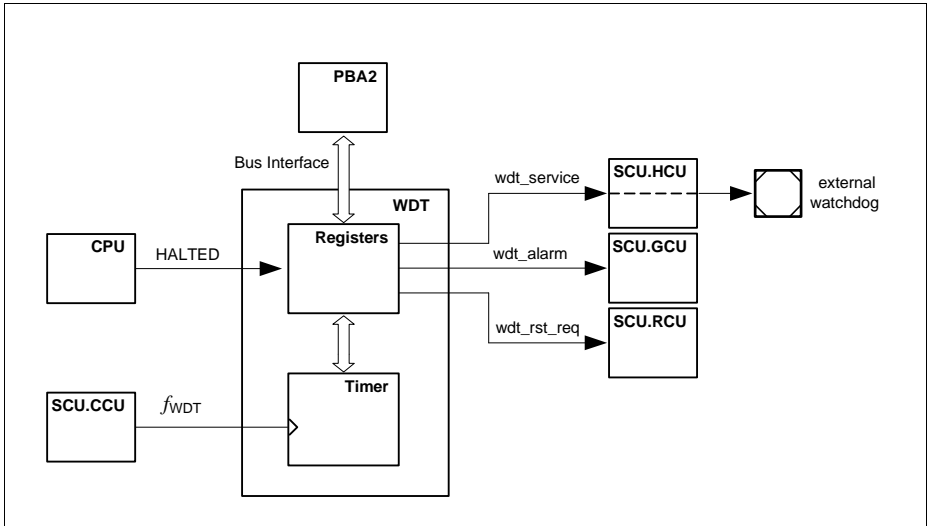 PBA2
Bus Interface
wdt_service
SCU.HCU
external
watchdog
WDT
CPU
HALTED
Registers
wdt_alarm
SCU.GCU
wdt_rst_req
SCU.RCU
SCU.CCU
fWDT
Timer